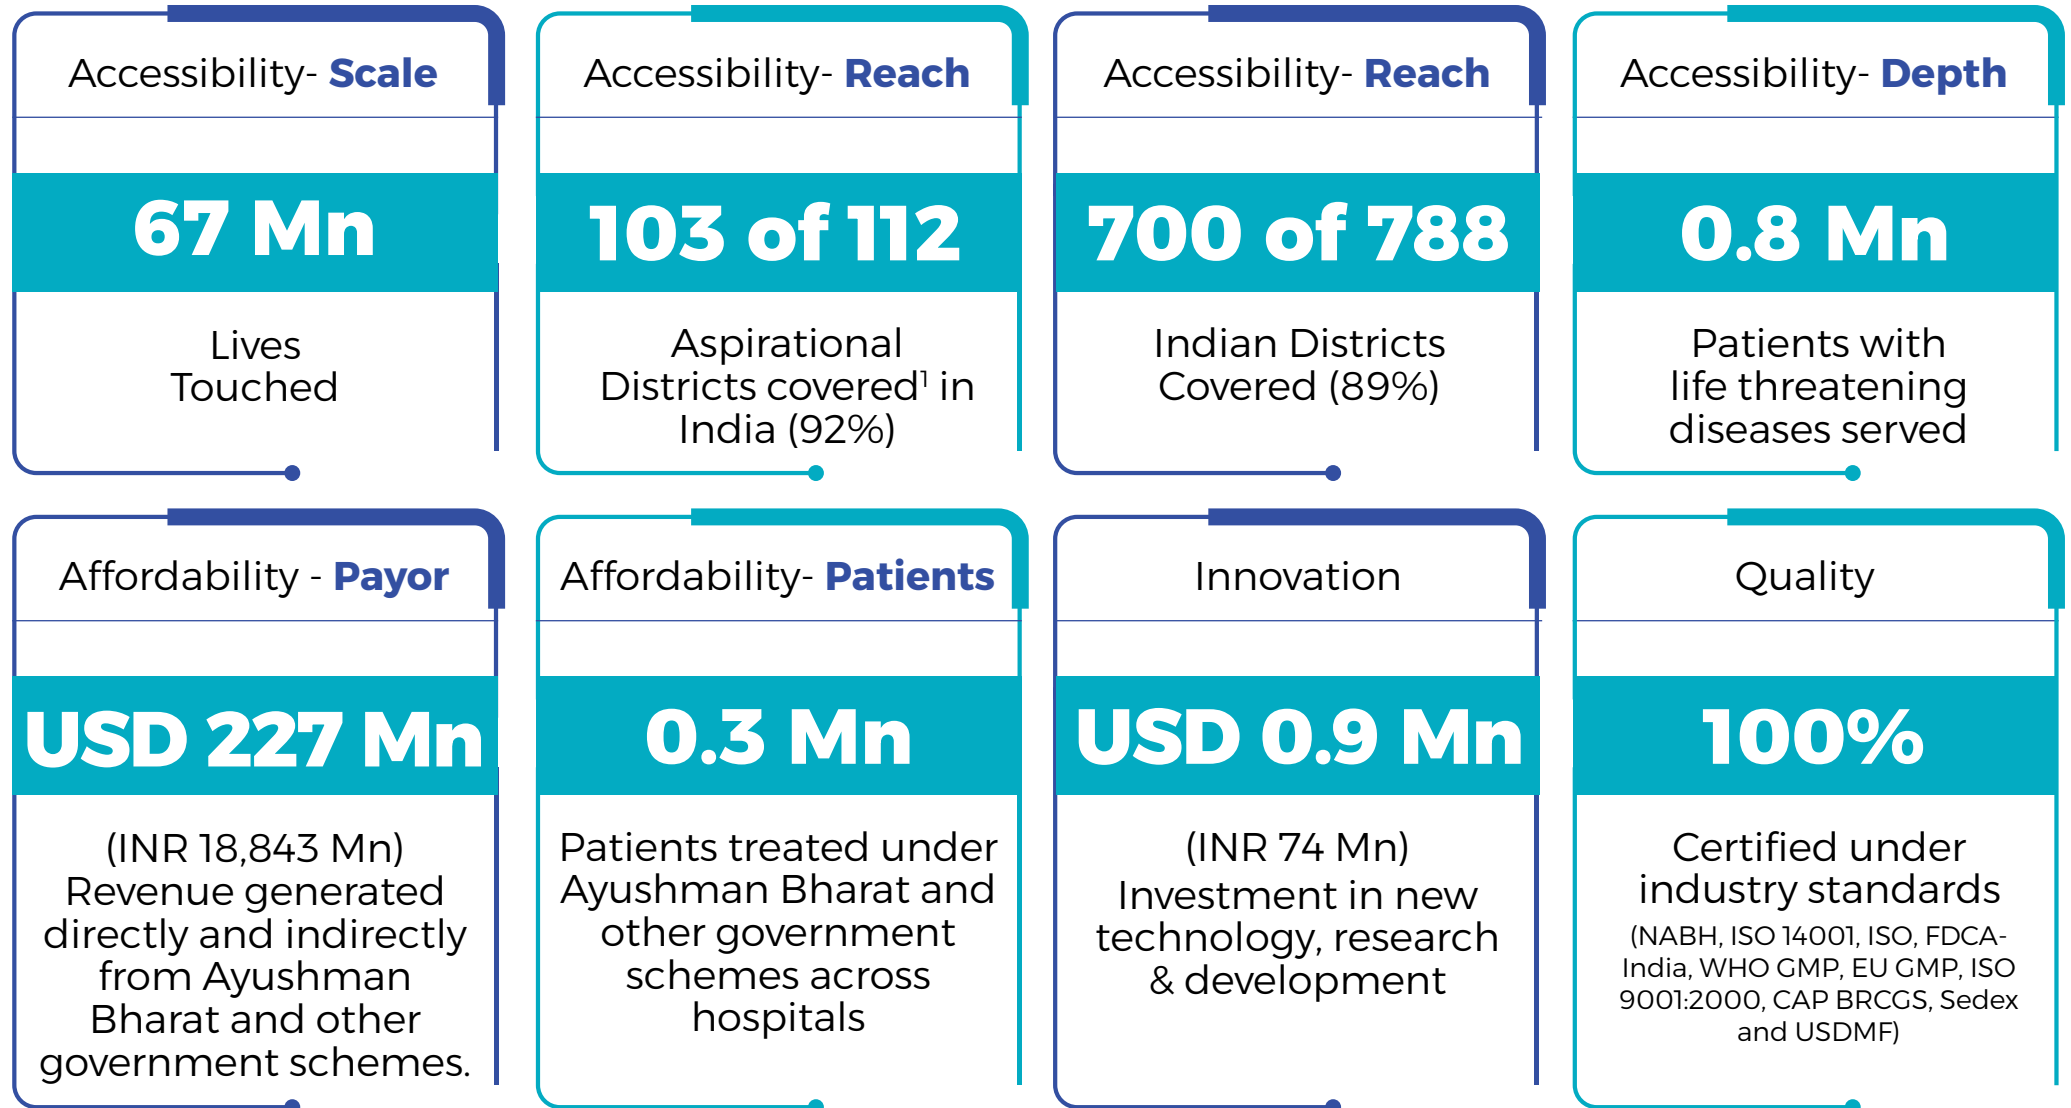 Accessibility- Scale
67 Mn
Lives
Touched
Accessibility- Reach
103 of 112
Aspirational
Districts covered¹ in
India (92%)
Accessibility- Reach
700 of 788
Indian Districts
Covered (89%)
Accessibility- Depth
0.8 Mn
Patients with
life threatening
diseases served
Affordability - Payor
USD 227 Mn
(INR 18,843 Mn)
Revenue generated
directly and indirectly
from Ayushman
Bharat and other
government schemes.
Affordability- Patients
0.3 Mn
Patients treated under
Ayushman Bharat and
other government
schemes across
hospitals
Innovation
USD 0.9 Mn
(INR 74 Mn)
Investment in new
technology, research
& development
Quality
100%
Certified under
industry standards
(NABH, ISO 14001, ISO, FDCA-
India, WHO GMP, EU GMP, ISO
9001:2000, CAP BRCGS, Sedex
and USDMF)